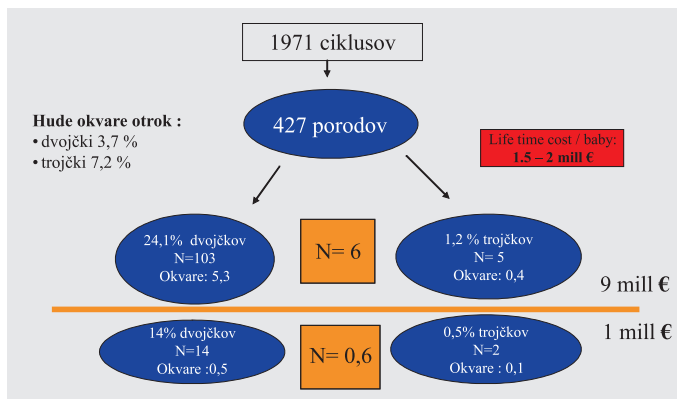 1971 ciklusov
427 porodov
Hude okvare otrok :
• dvojčki 3,7 %
• trojčki 7,2 %
Life time cost / baby:
1.5 – 2 mill €
24,1% dvojčkov
N=103
Okvare: 5,3
N= 6
1,2 % trojčkov
N= 5
Okvare: 0,4
9 mill €
14% dvojčkov
N=14
Okvare :0,5
N= 0,6
0,5% trojčkov
N=2
Okvare : 0,1
1 mill €